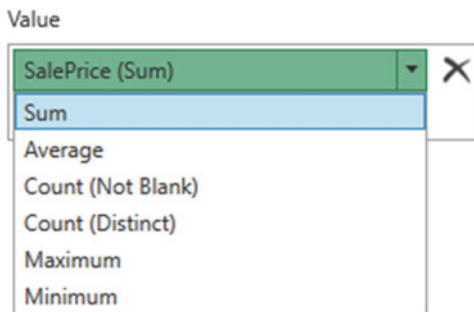 Value
SalePrice (Sum)
Sum
Average
Count (Not Blank)
Count (Distinct)
Maximum
Minimum